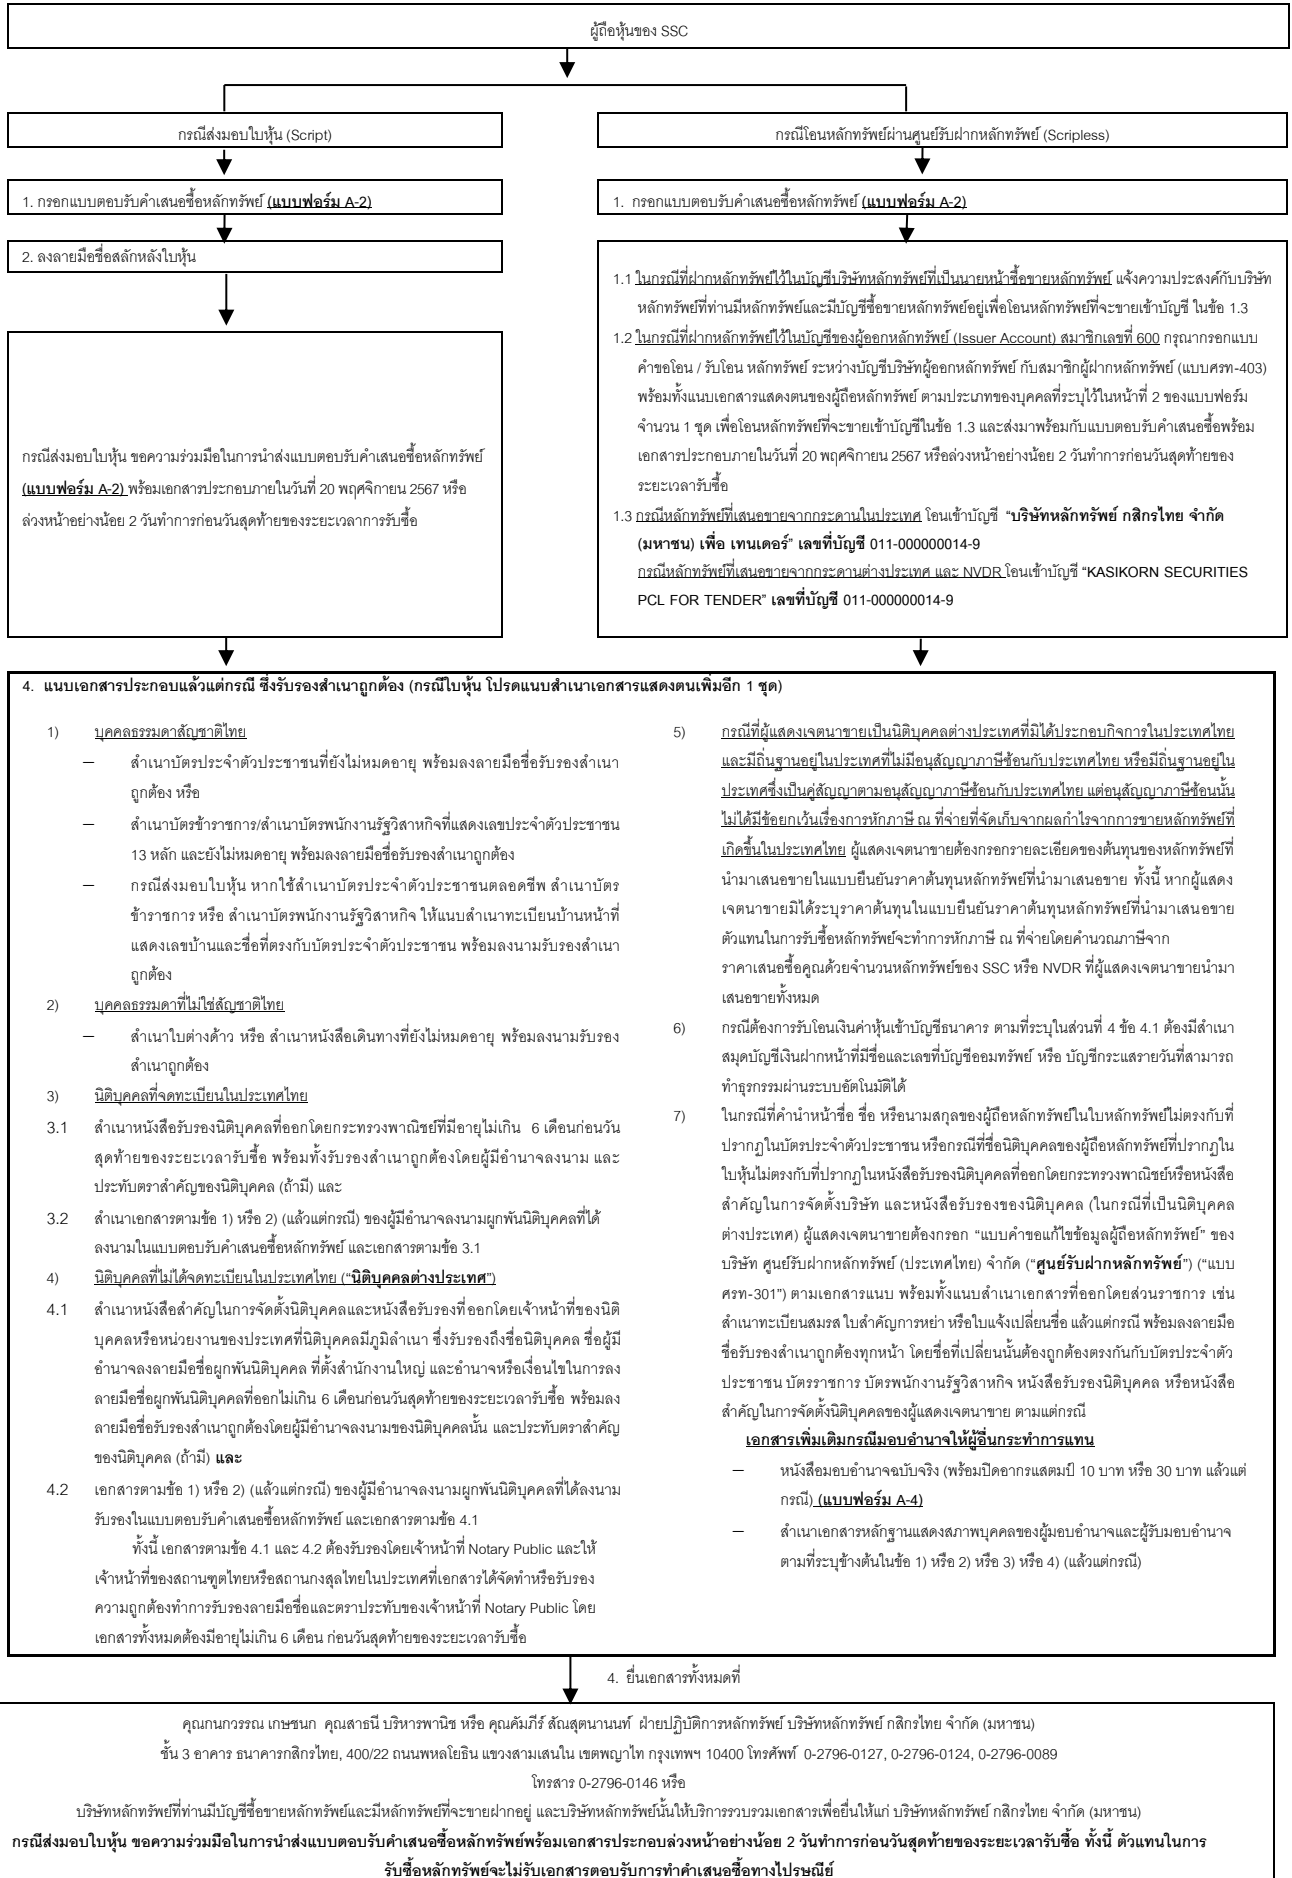 ผู้ถือหุ้นของ SSC
กรณีส่งมอบใบหุ้น (Script)
1. กรอกแบบตอบรับคำเสนอซื้อหลักทรัพย์ (แบบฟอร์ม A-2)
2. ลงลายมือชื่อสลักหลังใบหุ้น
กรณีส่งมอบใบหุ้น ขอความร่วมมือในการนำส่งแบบตอบรับคำเสนอซื้อหลักทรัพย์
(แบบฟอร์ม A-2) พร้อมเอกสารประกอบภายในวันที่ 20 พฤศจิกายน 2567 หรือ
ล่วงหน้าอย่างน้อย 2 วันทำการก่อนวันสุดท้ายของระยะเวลาการรับซื้อ
กรณีโอนหลักทรัพย์ผ่านศูนย์รับฝากหลักทรัพย์ (Scripless)
1. กรอกแบบตอบรับคำเสนอซื้อหลักทรัพย์ (แบบฟอร์ม A-2)
1.1 ในกรณีที่ฝากหลักทรัพย์ไว้ในบัญชีบริษัทหลักทรัพย์ที่เป็นนายหน้าซื้อขายหลักทรัพย์ แจ้งความประสงค์กับบริษัท
หลักทรัพย์ที่ท่านมีหลักทรัพย์และมีบัญชีซื้อขายหลักทรัพย์อยู่เพื่อโอนหลักทรัพย์ที่จะขายเข้าบัญชี ในข้อ 1.3
1.2 ในกรณีที่ฝากหลักทรัพย์ไว้ในบัญชีของผู้ออกหลักทรัพย์ (Issuer Account) สมาชิกเลขที่ 600 กรุณากรอกแบบ
คำขอโอน / รับโอน หลักทรัพย์ ระหว่างบัญชีบริษัทผู้ออกหลักทรัพย์ กับสมาชิกผู้ฝากหลักทรัพย์ (แบบศรท-403)
พร้อมทั้งแนบเอกสารแสดงตนของผู้ถือหลักทรัพย์ ตามประเภทของบุคคลที่ระบุไว้ในหน้าที่ 2 ของแบบฟอร์ม
จำนวน 1 ชุด เพื่อโอนหลักทรัพย์ที่จะขายเข้าบัญชีในข้อ 1.3 และส่งมาพร้อมกับแบบตอบรับคำเสนอซื้อพร้อม
เอกสารประกอบภายในวันที่ 20 พฤศจิกายน 2567 หรือล่วงหน้าอย่างน้อย 2 วันทำการก่อนวันสุดท้ายของ
ระยะเวลารับซื้อ
1.3 กรณีหลักทรัพย์ที่เสนอขายจากกระดานในประเทศ โอนเข้าบัญชี “บริษัทหลักทรัพย์ กสิกรไทย จำกัด
(มหาชน) เพื่อ เทนเดอร์” เลขที่บัญชี 011-000000014-9
กรณีหลักทรัพย์ที่เสนอขายจากกระดานต่างประเทศ และ NVDR โอนเข้าบัญชี “KASIKORN SECURITIES
PCL FOR TENDER” เลขที่บัญชี 011-000000014-9
4. แนบเอกสารประกอบแล้วแต่กรณี ซึ่งรับรองสำเนาถูกต้อง (กรณีใบหุ้น โปรดแนบสำเนาเอกสารแสดงตนเพิ่มอีก 1 ชุด)
1) บุคคลธรรมดาสัญชาติไทย
– สำเนาบัตรประจำตัวประชาชนที่ยังไม่หมดอายุ พร้อมลงลายมือชื่อรับรองสำเนา
ถูกต้อง หรือ
– สำเนาบัตรข้าราชการ/สำเนาบัตรพนักงานรัฐวิสาหกิจที่แสดงเลขประจำตัวประชาชน
13 หลัก และยังไม่หมดอายุ พร้อมลงลายมือชื่อรับรองสำเนาถูกต้อง
– กรณีส่งมอบใบหุ้น หากใช้สำเนาบัตรประจำตัวประชาชนตลอดชีพ สำเนาบัตร
ข้าราชการ หรือ สำเนาบัตรพนักงานรัฐวิสาหกิจ ให้แนบสำเนาทะเบียนบ้านหน้าที่
แสดงเลขบ้านและชื่อที่ตรงกับบัตรประจำตัวประชาชน พร้อมลงนามรับรองสำเนา
ถูกต้อง
2) บุคคลธรรมดาที่ไม่ใช่สัญชาติไทย
– สำเนาใบต่างด้าว หรือ สำเนาหนังสือเดินทางที่ยังไม่หมดอายุ พร้อมลงนามรับรอง
สำเนาถูกต้อง
3) นิติบุคคลที่จดทะเบียนในประเทศไทย
3.1 สำเนาหนังสือรับรองนิติบุคคลที่ออกโดยกระทรวงพาณิชย์ที่มีอายุไม่เกิน 6 เดือนก่อนวัน
สุดท้ายของระยะเวลารับซื้อ พร้อมทั้งรับรองสำเนาถูกต้องโดยผู้มีอำนาจลงนาม และ
ประทับตราสำคัญของนิติบุคคล (ถ้ามี) และ
3.2 สำเนาเอกสารตามข้อ 1) หรือ 2) (แล้วแต่กรณี) ของผู้มีอำนาจลงนามผูกพันนิติบุคคลที่ได้
ลงนามในแบบตอบรับคำเสนอซื้อหลักทรัพย์ และเอกสารตามข้อ 3.1
4) นิติบุคคลที่ไม่ได้จดทะเบียนในประเทศไทย (“นิติบุคคลต่างประเทศ”)
4.1 สำเนาหนังสือสำคัญในการจัดตั้งนิติบุคคลและหนังสือรับรองที่ออกโดยเจ้าหน้าที่ของนิติ
บุคคลหรือหน่วยงานของประเทศที่นิติบุคคลมีภูมิลำเนา ซึ่งรับรองถึงชื่อนิติบุคคล ชื่อผู้มี
อำนาจลงลายมือชื่อผูกพันนิติบุคคล ที่ตั้งสำนักงานใหญ่ และอำนาจหรือเงื่อนไขในการลง
ลายมือชื่อผูกพันนิติบุคคลที่ออกไม่เกิน 6 เดือนก่อนวันสุดท้ายของระยะเวลารับซื้อ พร้อมลง
ลายมือชื่อรับรองสำเนาถูกต้องโดยผู้มีอำนาจลงนามของนิติบุคคลนั้น และประทับตราสำคัญ
ของนิติบุคคล (ถ้ามี) และ
4.2 เอกสารตามข้อ 1) หรือ 2) (แล้วแต่กรณี) ของผู้มีอำนาจลงนามผูกพันนิติบุคคลที่ได้ลงนาม
รับรองในแบบตอบรับคำเสนอซื้อหลักทรัพย์ และเอกสารตามข้อ 4.1
ทั้งนี้ เอกสารตามข้อ 4.1 และ 4.2 ต้องรับรองโดยเจ้าหน้าที่ Notary Public และให้
เจ้าหน้าที่ของสถานฑูตไทยหรือสถานกงสุลไทยในประเทศที่เอกสารได้จัดทำหรือรับรอง
ความถูกต้องทำการรับรองลายมือชื่อและตราประทับของเจ้าหน้าที่ Notary Public โดย
เอกสารทั้งหมดต้องมีอายุไม่เกิน 6 เดือน ก่อนวันสุดท้ายของระยะเวลารับซื้อ
5) กรณีที่ผู้แสดงเจตนาขายเป็นนิติบุคคลต่างประเทศที่มิได้ประกอบกิจการในประเทศไทย
และมีถิ่นฐานอยู่ในประเทศที่ไม่มีอนุสัญญาภาษีซ้อนกับประเทศไทย หรือมีถิ่นฐานอยู่ใน
ประเทศซึ่งเป็นคู่สัญญาตามอนุสัญญาภาษีซ้อนกับประเทศไทย แต่อนุสัญญาภาษีซ้อนนั้น
ไม่ได้มีข้อยกเว้นเรื่องการหักภาษี ณ ที่จ่ายที่จัดเก็บจากผลกำไรจากการขายหลักทรัพย์ที่
เกิดขึ้นในประเทศไทย ผู้แสดงเจตนาขายต้องกรอกรายละเอียดของต้นทุนของหลักทรัพย์ที่
นำมาเสนอขายในแบบยืนยันราคาต้นทุนหลักทรัพย์ที่นำมาเสนอขาย ทั้งนี้ หากผู้แสดง
เจตนาขายมิได้ระบุราคาต้นทุนในแบบยืนยันราคาต้นทุนหลักทรัพย์ที่นำมาเสนอขาย
ตัวแทนในการรับซื้อหลักทรัพย์จะทำการหักภาษี ณ ที่จ่ายโดยคำนวณภาษีจาก
ราคาเสนอซื้อคูณด้วยจำนวนหลักทรัพย์ของ SSC หรือ NVDR ที่ผู้แสดงเจตนาขายนำมา
เสนอขายทั้งหมด
6) กรณีต้องการรับโอนเงินค่าหุ้นเข้าบัญชีธนาคาร ตามที่ระบุในส่วนที่ 4 ข้อ 4.1 ต้องมีสำเนา
สมุดบัญชีเงินฝากหน้าที่มีชื่อและเลขที่บัญชีออมทรัพย์ หรือ บัญชีกระแสรายวันที่สามารถ
ทำธุรกรรมผ่านระบบอัตโนมัติได้
7) ในกรณีที่คำนำหน้าชื่อ ชื่อ หรือนามสกุลของผู้ถือหลักทรัพย์ในใบหลักทรัพย์ไม่ตรงกับที่
ปรากฏในบัตรประจำตัวประชาชน หรือกรณีที่ชื่อนิติบุคคลของผู้ถือหลักทรัพย์ที่ปรากฏใน
ใบหุ้นไม่ตรงกับที่ปรากฏในหนังสือรับรองนิติบุคคลที่ออกโดยกระทรวงพาณิชย์หรือหนังสือ
สำคัญในการจัดตั้งบริษัท และหนังสือรับรองของนิติบุคคล (ในกรณีที่เป็นนิติบุคคล
ต่างประเทศ) ผู้แสดงเจตนาขายต้องกรอก “แบบคำขอแก้ไขข้อมูลผู้ถือหลักทรัพย์” ของ
บริษัท ศูนย์รับฝากหลักทรัพย์ (ประเทศไทย) จำกัด (“ศูนย์รับฝากหลักทรัพย์”) (“แบบ
ศรท-301”) ตามเอกสารแนบ พร้อมทั้งแนบสำเนาเอกสารที่ออกโดยส่วนราชการ เช่น
สำเนาทะเบียนสมรส ใบสำคัญการหย่า หรือใบแจ้งเปลี่ยนชื่อ แล้วแต่กรณี พร้อมลงลายมือ
ชื่อรับรองสำเนาถูกต้องทุกหน้า โดยชื่อที่เปลี่ยนนั้นต้องถูกต้องตรงกันกับบัตรประจำตัว
ประชาชน บัตรราชการ บัตรพนักงานรัฐวิสาหกิจ หนังสือรับรองนิติบุคคล หรือหนังสือ
สำคัญในการจัดตั้งนิติบุคคลของผู้แสดงเจตนาขาย ตามแต่กรณี
เอกสารเพิ่มเติมกรณีมอบอำนาจให้ผู้อื่นกระทำการแทน
– หนังสือมอบอำนาจฉบับจริง (พร้อมปิดอากรแสตมป์ 10 บาท หรือ 30 บาท แล้วแต่
กรณี) (แบบฟอร์ม A-4)
– สำเนาเอกสารหลักฐานแสดงสภาพบุคคลของผู้มอบอำนาจและผู้รับมอบอำนาจ
ตามที่ระบุข้างต้นในข้อ 1) หรือ 2) หรือ 3) หรือ 4) (แล้วแต่กรณี)
4. ยื่นเอกสารทั้งหมดที่
คุณกนกวรรณ เกษชนก คุณสาธนี บริหารพานิช หรือ คุณคัมภีร์ สัณสุตนานนท์ ฝ่ายปฏิบัติการหลักทรัพย์ บริษัทหลักทรัพย์ กสิกรไทย จำกัด (มหาชน)
ชั้น 3 อาคาร ธนาคารกสิกรไทย, 400/22 ถนนพหลโยธิน แขวงสามเสนใน เขตพญาไท กรุงเทพฯ 10400 โทรศัพท์ 0-2796-0127, 0-2796-0124, 0-2796-0089
โทรสาร 0-2796-0146 หรือ
บริษัทหลักทรัพย์ที่ท่านมีบัญชีซื้อขายหลักทรัพย์และมีหลักทรัพย์ที่จะขายฝากอยู่ และบริษัทหลักทรัพย์นั้นให้บริการรวบรวมเอกสารเพื่อยื่นให้แก่ บริษัทหลักทรัพย์ กสิกรไทย จำกัด (มหาชน)
กรณีส่งมอบใบหุ้น ขอความร่วมมือในการนำส่งแบบตอบรับคำเสนอซื้อหลักทรัพย์พร้อมเอกสารประกอบล่วงหน้าอย่างน้อย 2 วันทำการก่อนวันสุดท้ายของระยะเวลารับซื้อ ทั้งนี้ ตัวแทนในการ
รับซื้อหลักทรัพย์จะไม่รับเอกสารตอบรับการทำคำเสนอซื้อทางไปรษณีย์